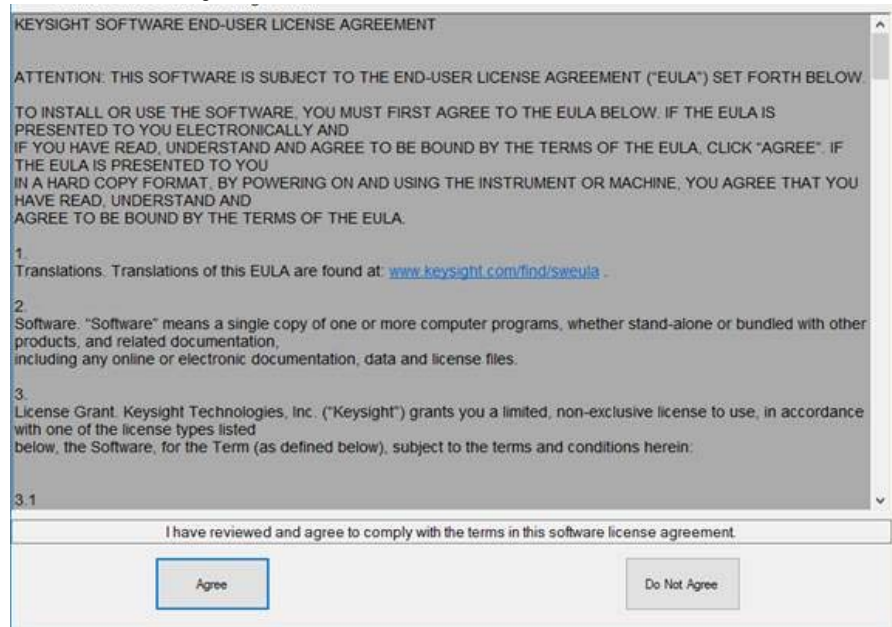 KEYSIGHT SOFTWARE END-USER LICENSE AGREEMENT
ATTENTION: THIS SOFTWARE IS SUBJECT TO THE END-USER LICENSE AGREEMENT ("EULA") SET FORTH BELOW.
TO INSTALL OR USE THE SOFTWARE, YOU MUST FIRST AGREE TO THE EULA BELOW. IF THE EULA IS
PRESENTED TO YOU ELECTRONICALLY AND
IF YOU HAVE READ, UNDERSTAND AND AGREE TO BE BOUND BY THE TERMS OF THE EULA, CLICK "AGREE". IF
THE EULA IS PRESENTED TO YOU
IN A HARD COPY FORMAT, BY POWERING ON AND USING THE INSTRUMENT OR MACHINE, YOU AGREE THAT YOU
HAVE READ, UNDERSTAND AND
AGREE TO BE BOUND BY THE TERMS OF THE EULA.
1.
Translations. Translations of this EULA are found at: www.keysight.com/find/sweula .
2.
Software. "Software" means a single copy of one or more computer programs, whether stand-alone or bundled with other
products, and related documentation,
including any online or electronic documentation, data and license files.
3.
License Grant. Keysight Technologies, Inc. ("Keysight") grants you a limited, non-exclusive license to use, in accordance
with one of the license types listed
below, the Software, for the Term (as defined below), subject to the terms and conditions herein:
3.1
I have reviewed and agree to comply with the terms in this software license agreement.
Agree
Do Not Agree